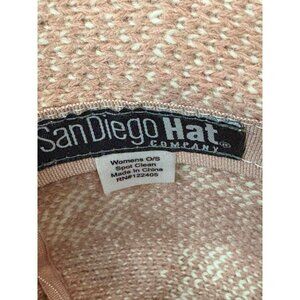 San Diego Hat
COMPANY®
Womens O/S
Spot Clean
Made in China
RN#122405